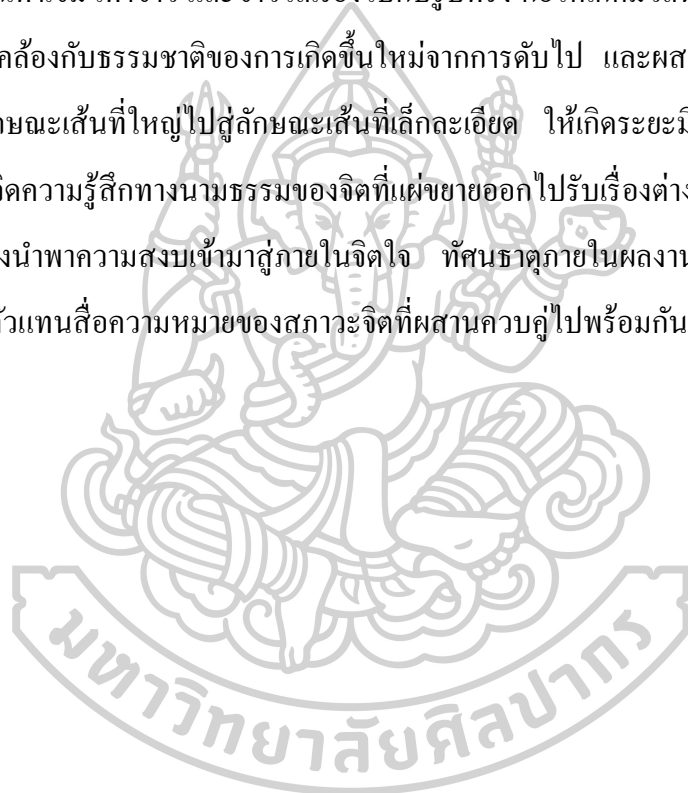 คล้องกับธรรมชาติของการเกิดขึ้นใหม่จากการดับไป และผส
ษณะเส้นที่ใหญ่ไปสู่ลักษณะเส้นที่เล็กละเอียด ให้เกิดระยะมิ
ิดความรู้สึกทางนามธรรมของจิตที่แผ่ขยายออกไปรับเรื่องต่าง
งนำพาความสงบเข้ามาสู่ภายในจิตใจ ทัศนธาตุภายในผลงาน
ตัวแทนสื่อความหมายของสภาวะจิตที่ผสานควบคู่ไปพร้อมกัน
มหาวิทยาลัยศิลปากร